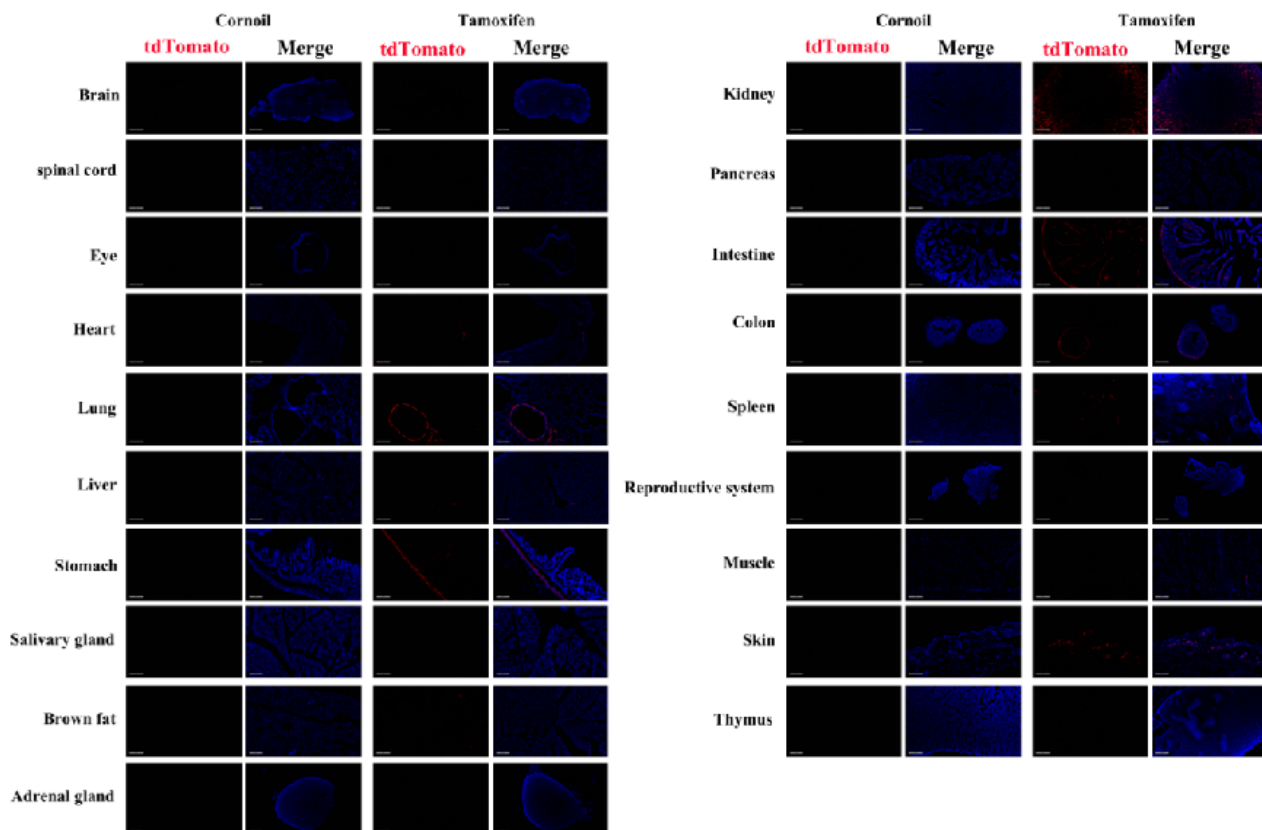 Cornoil Tamoxifen
tdTomato Merge tdTomato Merge
Brain
spinal cord
Eye
Heart
Lung
Liver
Stomach
Salivary gland
Brown fat
Adrenal gland
Cornoil Tamoxifen
tdTomato Merge tdTomato Merge
Kidney
Pancreas
Intestine
Colon
Spleen
Reproductive system
Muscle
Skin
Thymus